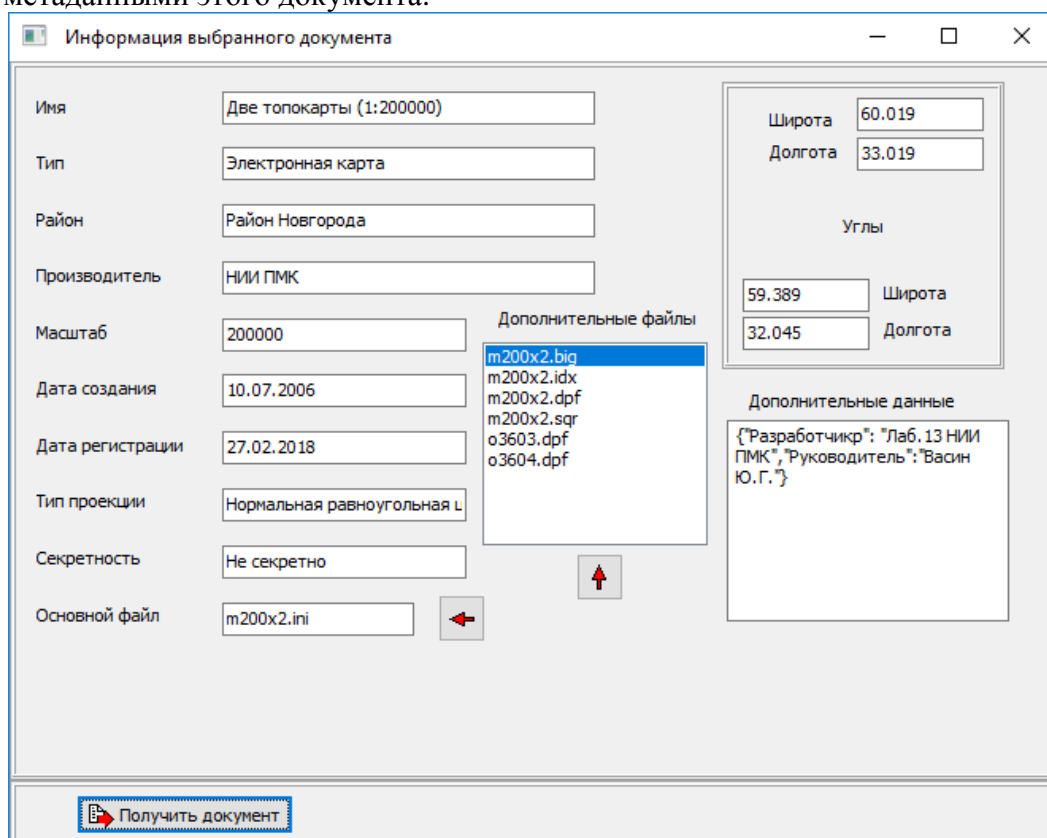 метаданными этого документа.
Информация выбранного документа
Имя
Две топокарты (1:200000)
Тип
Электронная карта
Район
Район Новгорода
Производитель
НИИ ПМК
Масштаб
200000
Дата создания
10.07.2006
Дата регистрации
27.02.2018
Тип проекции
Нормальная равноугольная ц
Секретность
Не секретно
Основной файл
m200x2.ini
Дополнительные файлы
m200x2.big
m200x2.idx
m200x2.dpf
m200x2.sqr
o3603.dpf
o3604.dpf
Широта
60.019
Долгота
33.019
Углы
59.389
Широта
32.045
Долгота
Дополнительные данные
{"Разработчикр": "Лаб.13 НИИ
ПМК","Руководитель":"Васин
Ю.Г."}
Получить документ